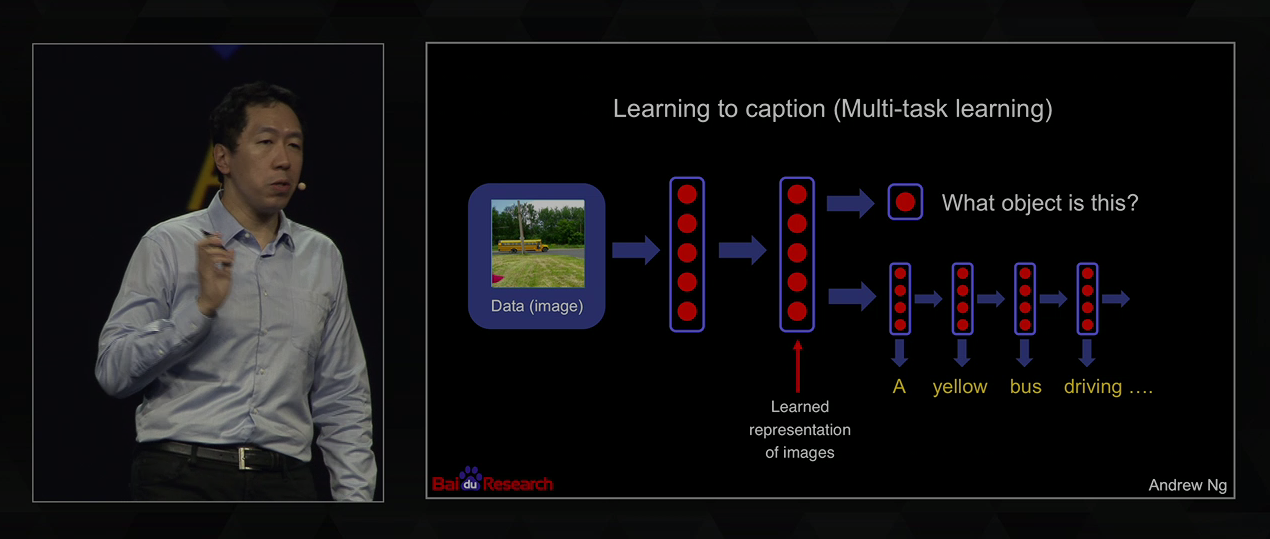 Learning to caption (Multi-task learning)
What object is this?
Data (image)
A yellow bus driving ....
Learned
representation
of images
Baidu Research
Andrew Ng